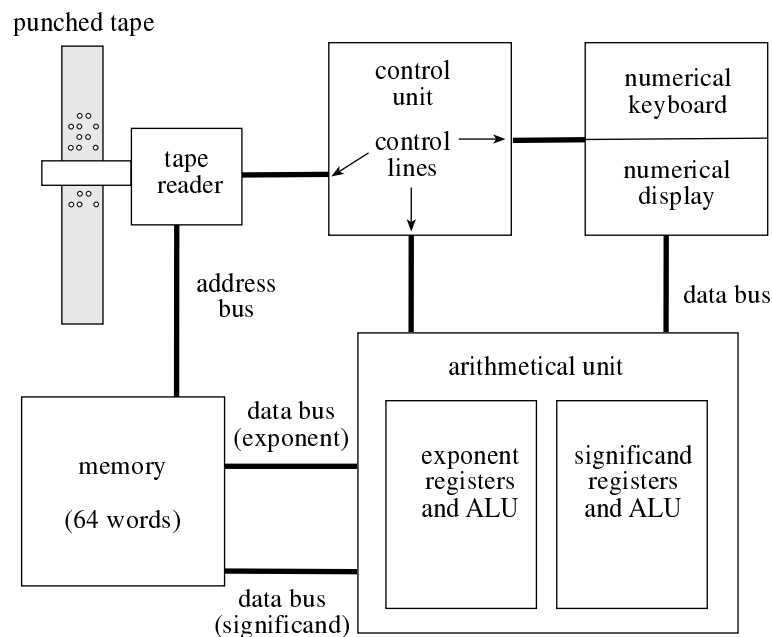 punched tape
control
unit
control
lines
numerical
keyboard
numerical
display
tape
reader
address
bus
data bus
arithmetical unit
data bus
(exponent)
memory
(64 words)
exponent
registers
and ALU
significand
registers
and ALU
data bus
(significand)